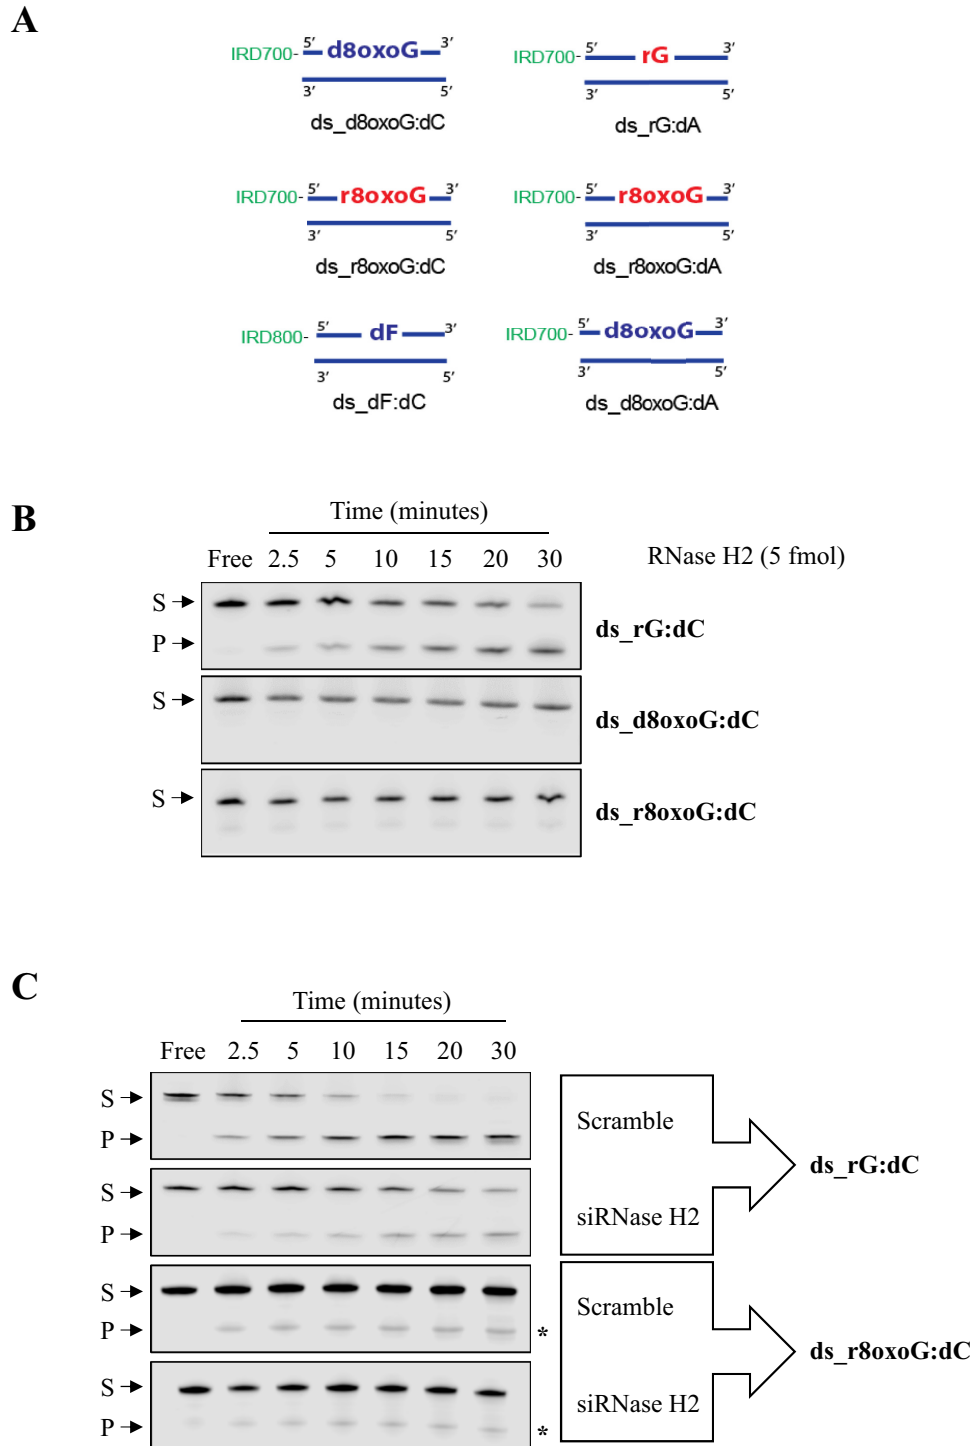 A
IRD700- 5′ d8oxoG 3′
3′ 5′
ds_d8oxoG:dC
IRD700- 5′ rG 3′
3′ 5′
ds_rG:dA
IRD700- 5′ r8oxoG 3′
3′ 5′
ds_r8oxoG:dC
IRD700- 5′ r8oxoG 3′
3′ 5′
ds_r8oxoG:dA
IRD800- 5′ dF 3′
3′ 5′
ds_dF:dC
IRD700- 5′ d8oxoG 3′
3′ 5′
ds_d8oxoG:dA
B
Time (minutes)
Free 2.5 5 10 15 20 30 RNase H2 (5 fmol)
S
P
ds_rG:dC
S
ds_d8oxoG:dC
S
ds_r8oxoG:dC
C
Time (minutes)
Free 2.5 5 10 15 20 30
S
P
Scramble
S
P
siRNase H2
ds_rG:dC
S
P *
Scramble
S
P *
siRNase H2
ds_r8oxoG:dC